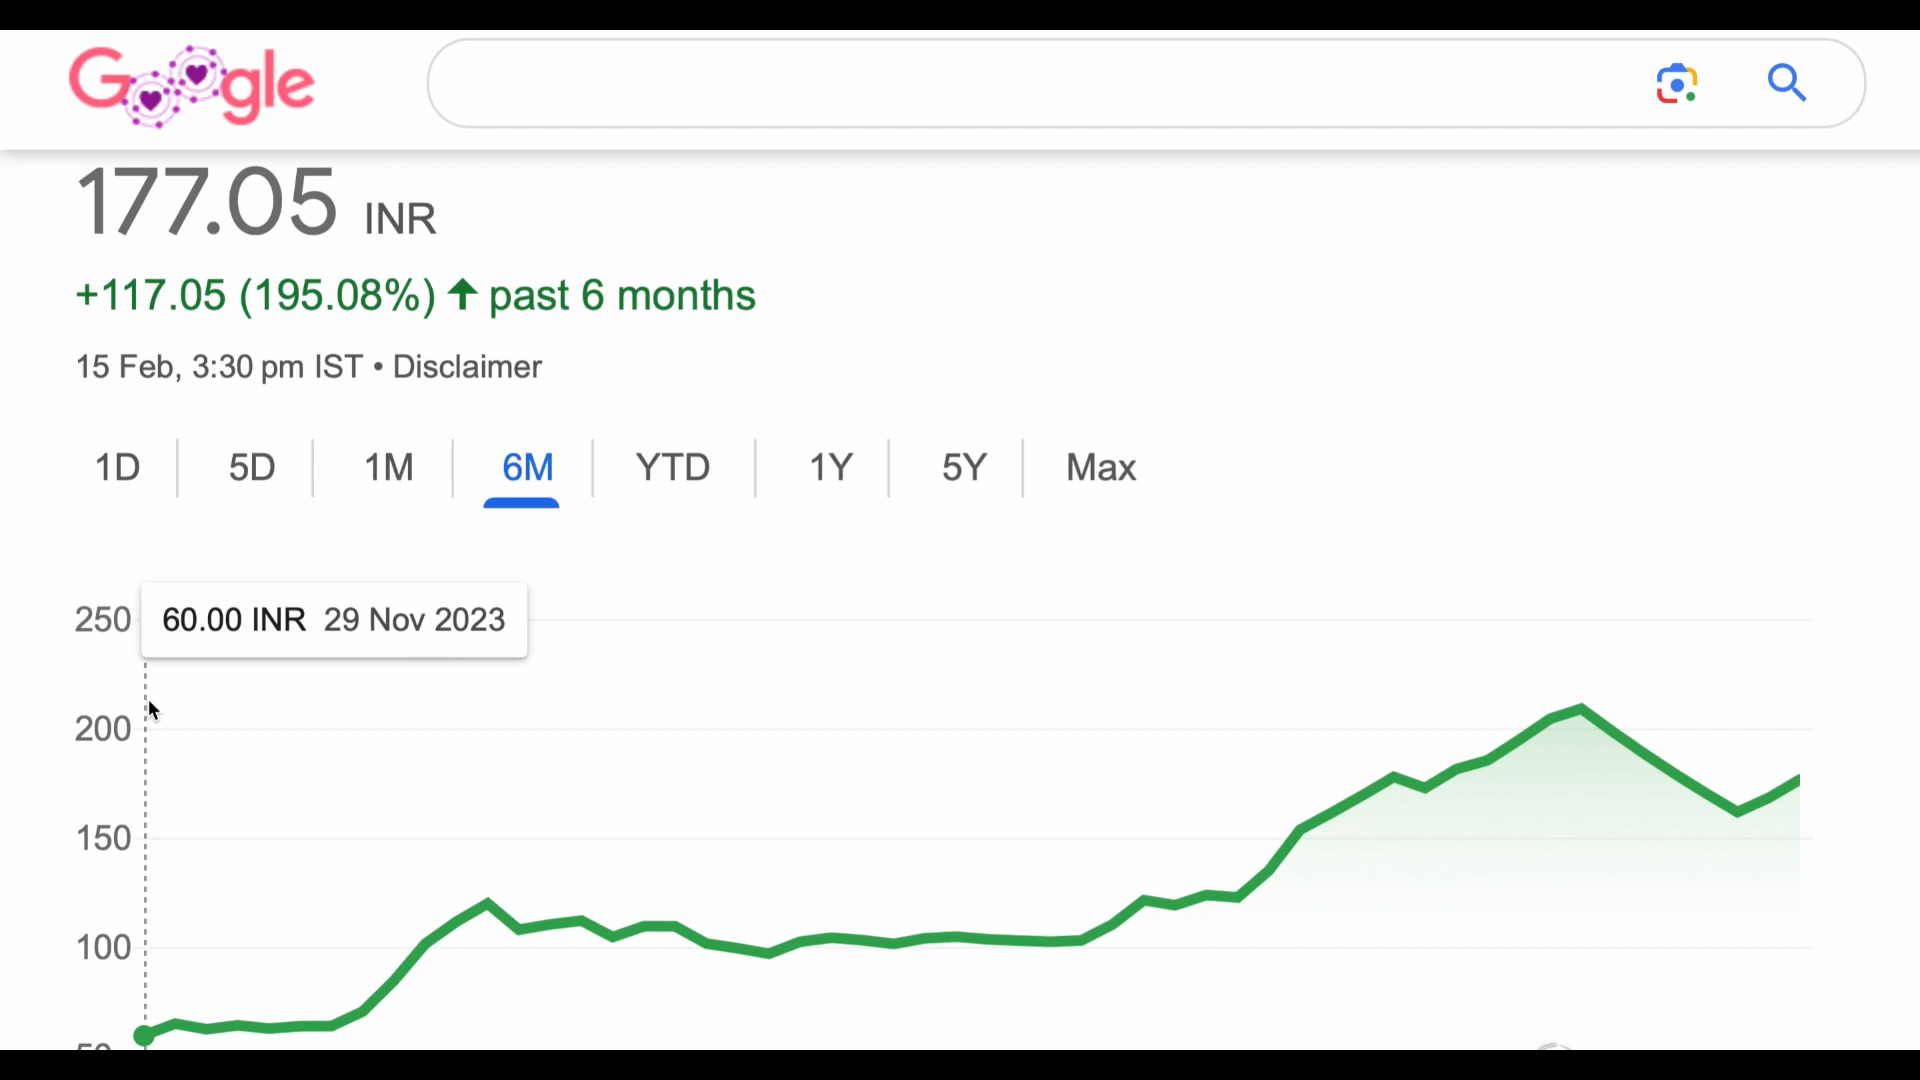 Google
177.05 INR
+117.05 (195.08%) ↑ past 6 months
15 Feb, 3:30 pm IST • Disclaimer
1D 5D 1M 6M YTD 1Y 5Y Max
250
60.00 INR 29 Nov 2023
200
150
100
50